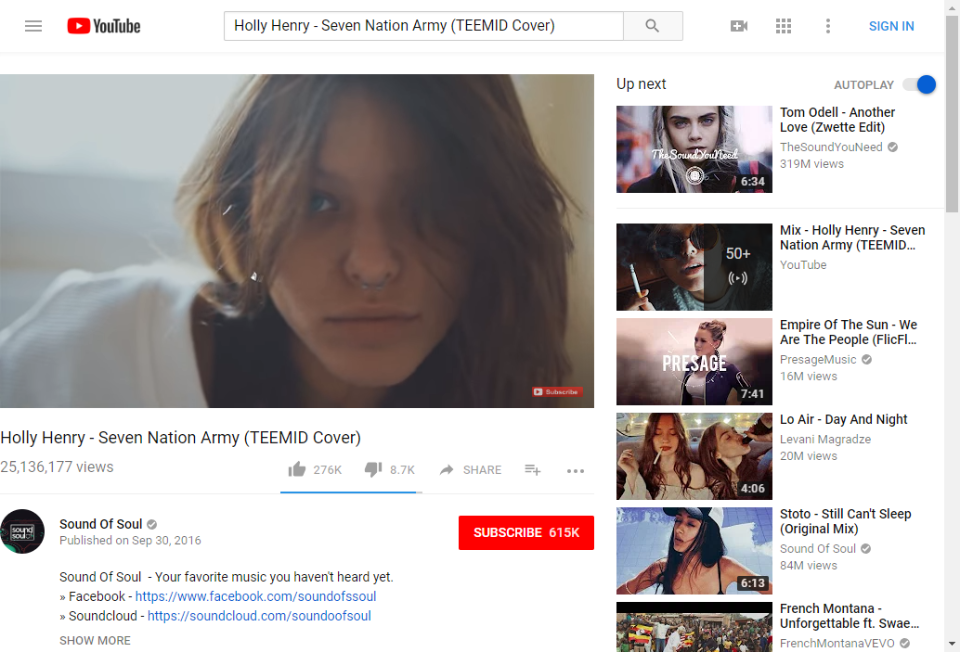 YouTube
Holly Henry - Seven Nation Army (TEEMID Cover)
SIGN IN
Subscribe
Holly Henry - Seven Nation Army (TEEMID Cover)
25,136,177 views
276K
8.7K
SHARE
sound of soul
Sound Of Soul
Published on Sep 30, 2016
SUBSCRIBE 615K
Sound Of Soul - Your favorite music you haven't heard yet.
» Facebook - https://www.facebook.com/soundofssoul
» Soundcloud - https://soundcloud.com/soundoofsoul
SHOW MORE
Up next
AUTOPLAY
TheSoundYouNeed
6:34
Tom Odell - Another
Love (Zwette Edit)
TheSoundYouNeed
319M views
50+
Mix - Holly Henry - Seven
Nation Army (TEEMID...
YouTube
PRESAGE
7:41
Empire Of The Sun - We
Are The People (FlicFl...
PresageMusic
16M views
4:06
Lo Air - Day And Night
Levani Magradze
20M views
6:13
Stoto - Still Can't Sleep
(Original Mix)
Sound Of Soul
84M views
French Montana -
Unforgettable ft. Swae...
FrenchMontanaVEVO